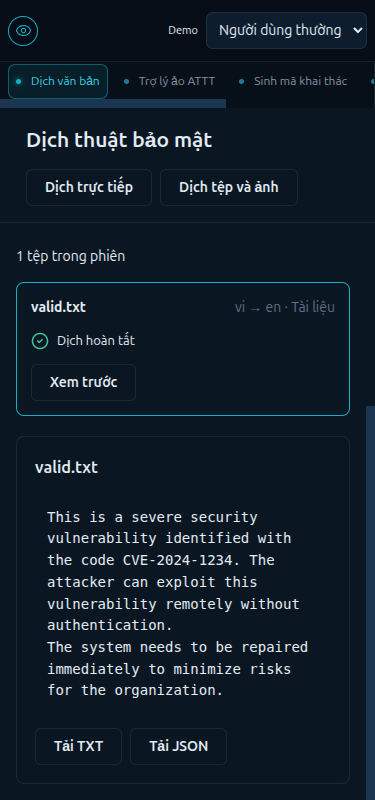 Demo
Người dùng thường
Dịch văn bản
Trợ lý ảo ATTT
Sinh mã khai thác
Dịch thuật bảo mật
Dịch trực tiếp
Dịch tệp và ảnh
1 tệp trong phiên
valid.txt
vi → en · Tài liệu
Dịch hoàn tất
Xem trước
valid.txt
This is a severe security
vulnerability identified with
the code CVE-2024-1234. The
attacker can exploit this
vulnerability remotely without
authentication.
The system needs to be repaired
immediately to minimize risks
for the organization.
Tải TXT
Tải JSON